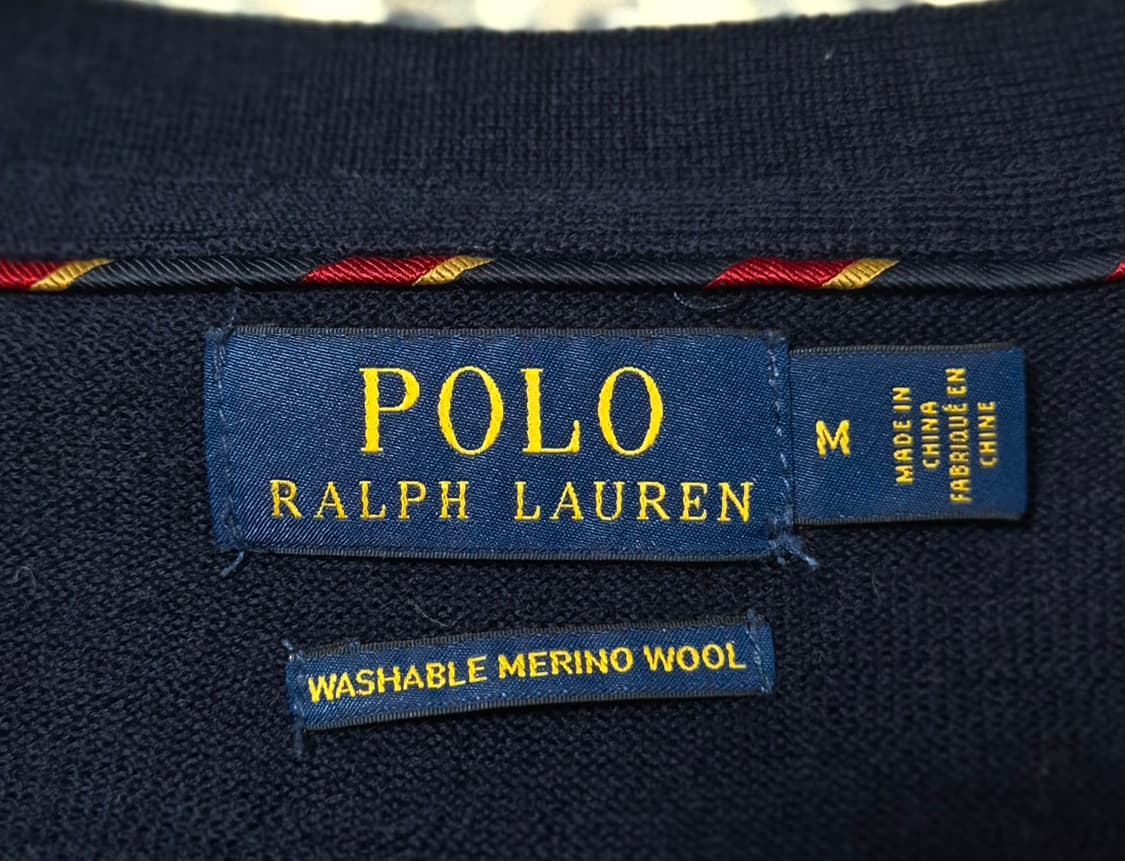 POLO
RALPH LAUREN
M
MADE IN
CHINA
FABRIQUÉ EN
CHINE
WASHABLE MERINO WOOL